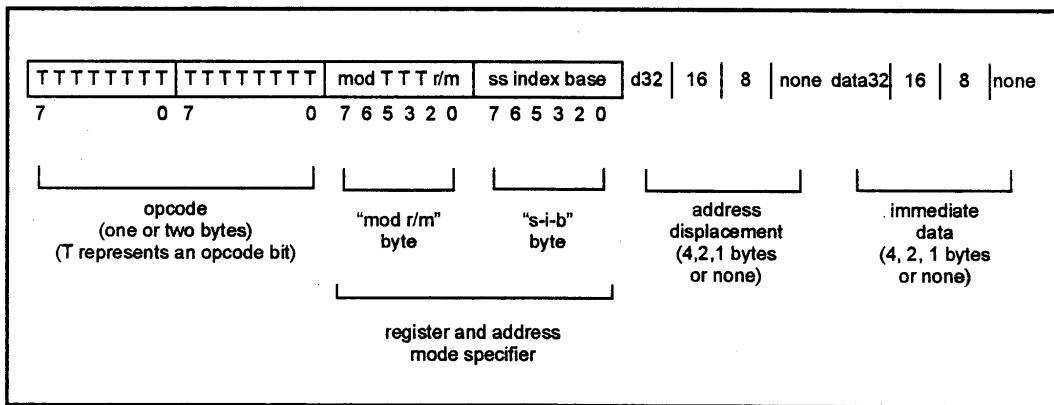 T T T T T T T T T T T T T T T T mod T T T r/m ss index base d32 16 8 none data32 16 8 none
7 0 7 0 7 6 5 3 2 0 7 6 5 3 2 0
opcode
(one or two bytes)
(T represents an opcode bit)
“mod r/m”
byte
“s-i-b”
byte
address
displacement
(4,2,1 bytes
or none)
immediate
data
(4, 2, 1 bytes
or none)
register and address
mode specifier